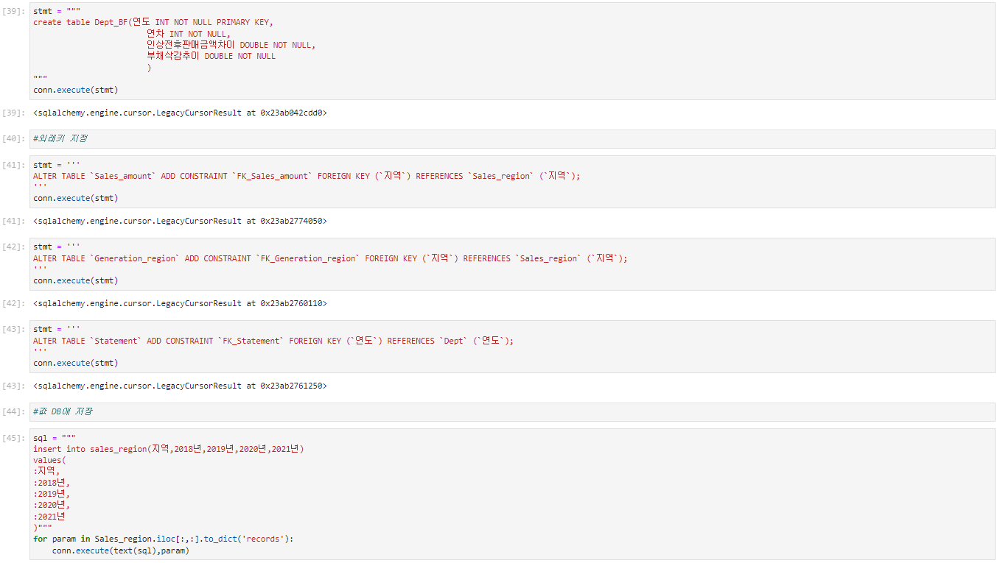 [39]: stmt = """
create table Dept_BF(연도 INT NOT NULL PRIMARY KEY,
연차 INT NOT NULL,
인상전후판매금액차이 DOUBLE NOT NULL,
부채삭감추이 DOUBLE NOT NULL
)
"""
conn.execute(stmt)
[39]: <sqlalchemy.engine.cursor.LegacyCursorResult at 0x23ab042cdd0>
[40]: #외래키 지정
[41]: stmt = '''
ALTER TABLE `Sales_amount` ADD CONSTRAINT `FK_Sales_amount` FOREIGN KEY (`지역`) REFERENCES `Sales_region` (`지역`);
'''
conn.execute(stmt)
[41]: <sqlalchemy.engine.cursor.LegacyCursorResult at 0x23ab2774050>
[42]: stmt = '''
ALTER TABLE `Generation_region` ADD CONSTRAINT `FK_Generation_region` FOREIGN KEY (`지역`) REFERENCES `Sales_region` (`지역`);
'''
conn.execute(stmt)
[42]: <sqlalchemy.engine.cursor.LegacyCursorResult at 0x23ab2760110>
[43]: stmt = '''
ALTER TABLE `Statement` ADD CONSTRAINT `FK_Statement` FOREIGN KEY (`연도`) REFERENCES `Dept` (`연도`);
'''
conn.execute(stmt)
[43]: <sqlalchemy.engine.cursor.LegacyCursorResult at 0x23ab2761250>
[44]: #값 DB에 저장
[45]: sql = """
insert into sales_region(지역,2018년,2019년,2020년,2021년)
values(
:지역,
:2018년,
:2019년,
:2020년,
:2021년
)"""
for param in Sales_region.iloc[:,:].to_dict('records'):
conn.execute(text(sql),param)